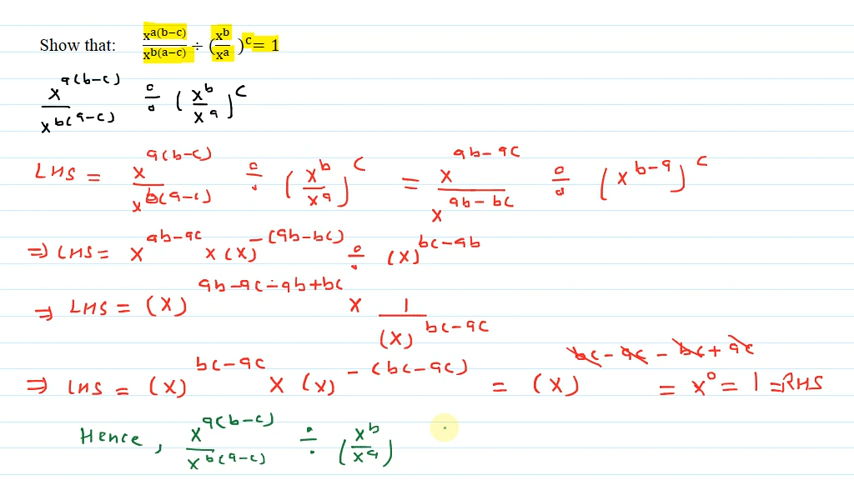 Show that: x^a(b−c) / x^b(a−c) ÷ (x^b / x^a)^c = 1
x^a(b−c) / x^b(a−c) ÷ (x^b / x^a)^c
LHS = x^a(b−c) / x^b(a−c) ÷ (x^b / x^a)^c = x^ab−ac / x^ab−bc ÷ (x^b−a)^c
⇒ LHS = x^ab−ac × (x)^−(ab−bc) ÷ (x)^bc−ab
⇒ LHS = (x)^ab−ac−ab+bc × 1 / (x)^bc−ac
⇒ LHS = (x)^bc−ac × (x)^−(bc−ac) = (x)^bc−ac−bc+ac = x^0 = 1 = RHS
Hence, x^a(b−c) / x^b(a−c) ÷ (x^b / x^a)